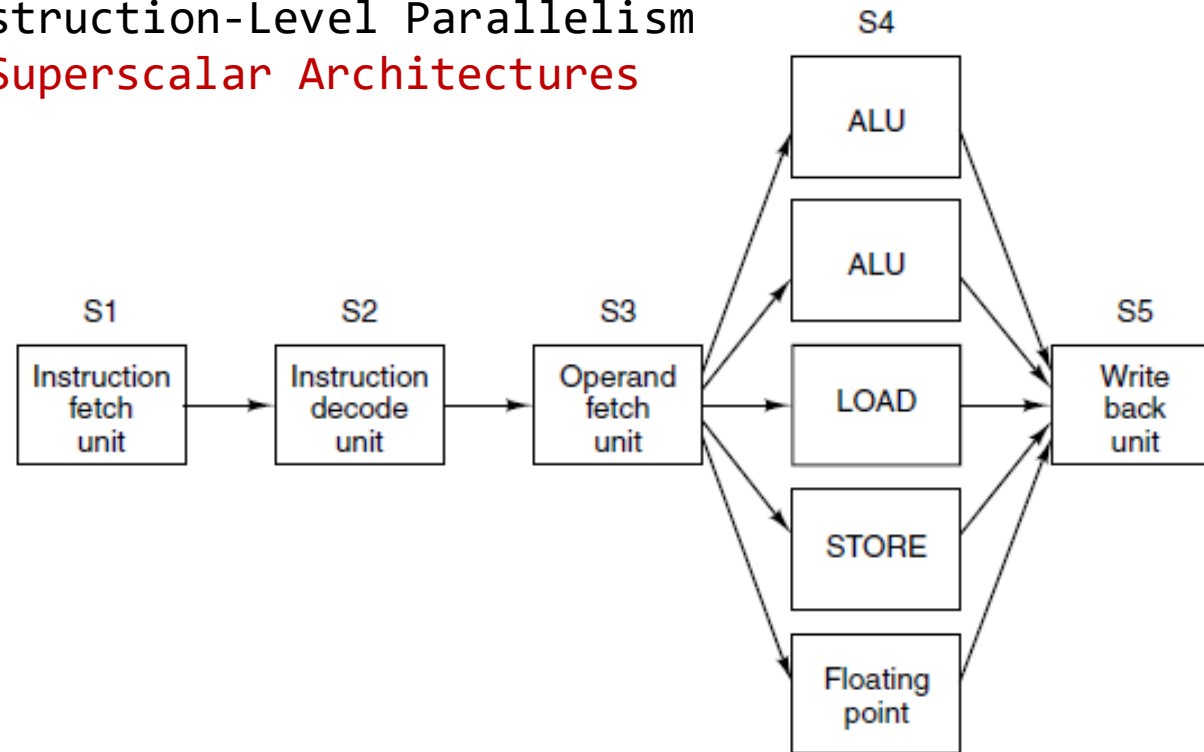 struction-Level Parallelism
Superscalar Architectures
S4
ALU
ALU
S1
S2
S3
S5
Instruction
fetch
unit
Instruction
decode
unit
Operand
fetch
unit
LOAD
Write
back
unit
STORE
Floating
point